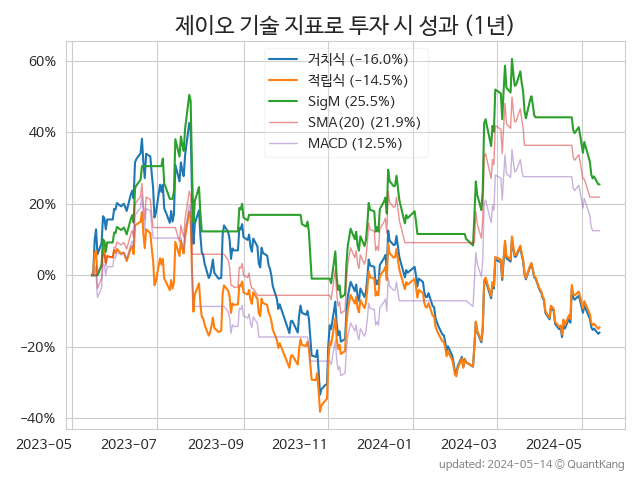 제이오 기술 지표로 투자 시 성과 (1년)
거치식 (−16.0%)
적립식 (−14.5%)
SigM (25.5%)
SMA(20) (21.9%)
MACD (12.5%)
60%
40%
20%
0%
−20%
−40%
2023-05 2023-07 2023-09 2023-11 2024-01 2024-03 2024-05
updated: 2024-05-14 © QuantKang